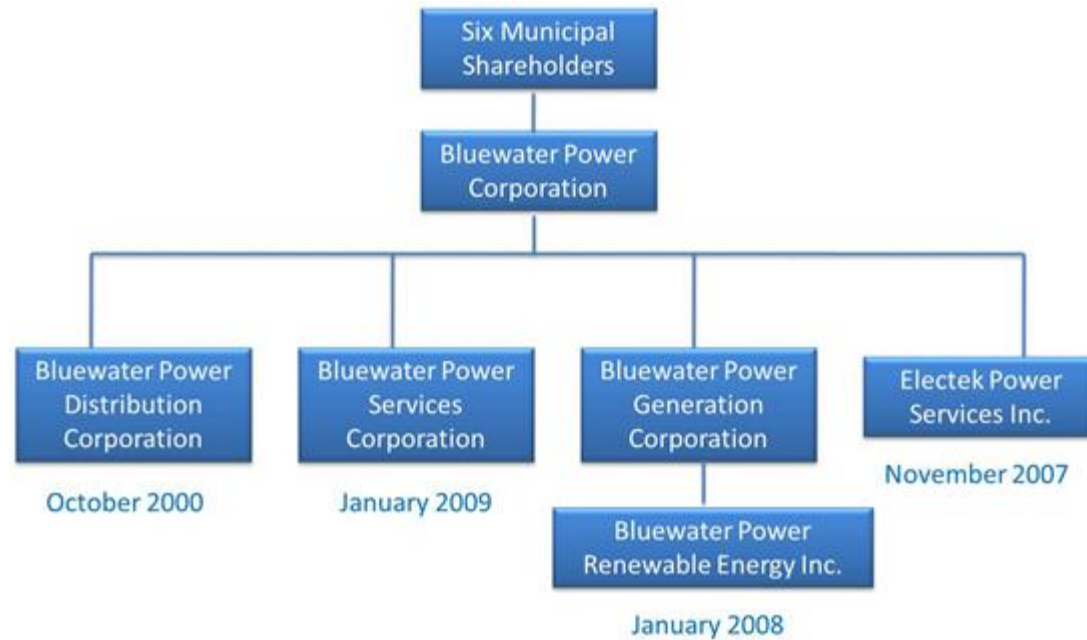 Six Municipal
Shareholders
Bluewater Power
Corporation
Bluewater Power
Distribution
Corporation
October 2000
Bluewater Power
Services
Corporation
January 2009
Bluewater Power
Generation
Corporation
Bluewater Power
Renewable Energy Inc.
January 2008
Electek Power
Services Inc.
November 2007